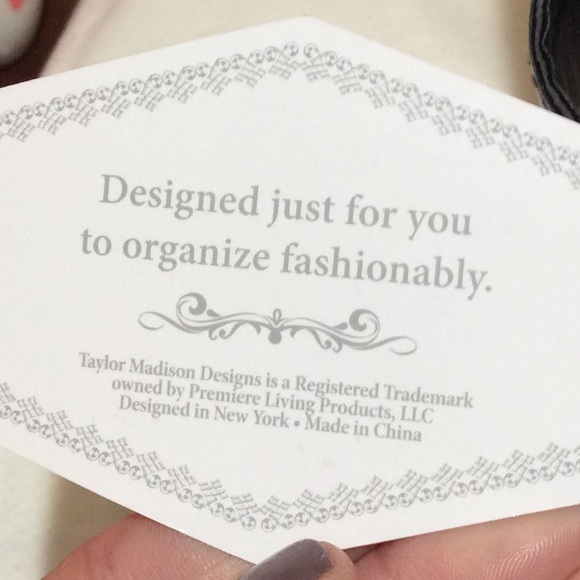 Designed just for you
to organize fashionably.
Taylor Madison Designs is a Registered Trademark
owned by Premiere Living Products, LLC
Designed in New York • Made in China